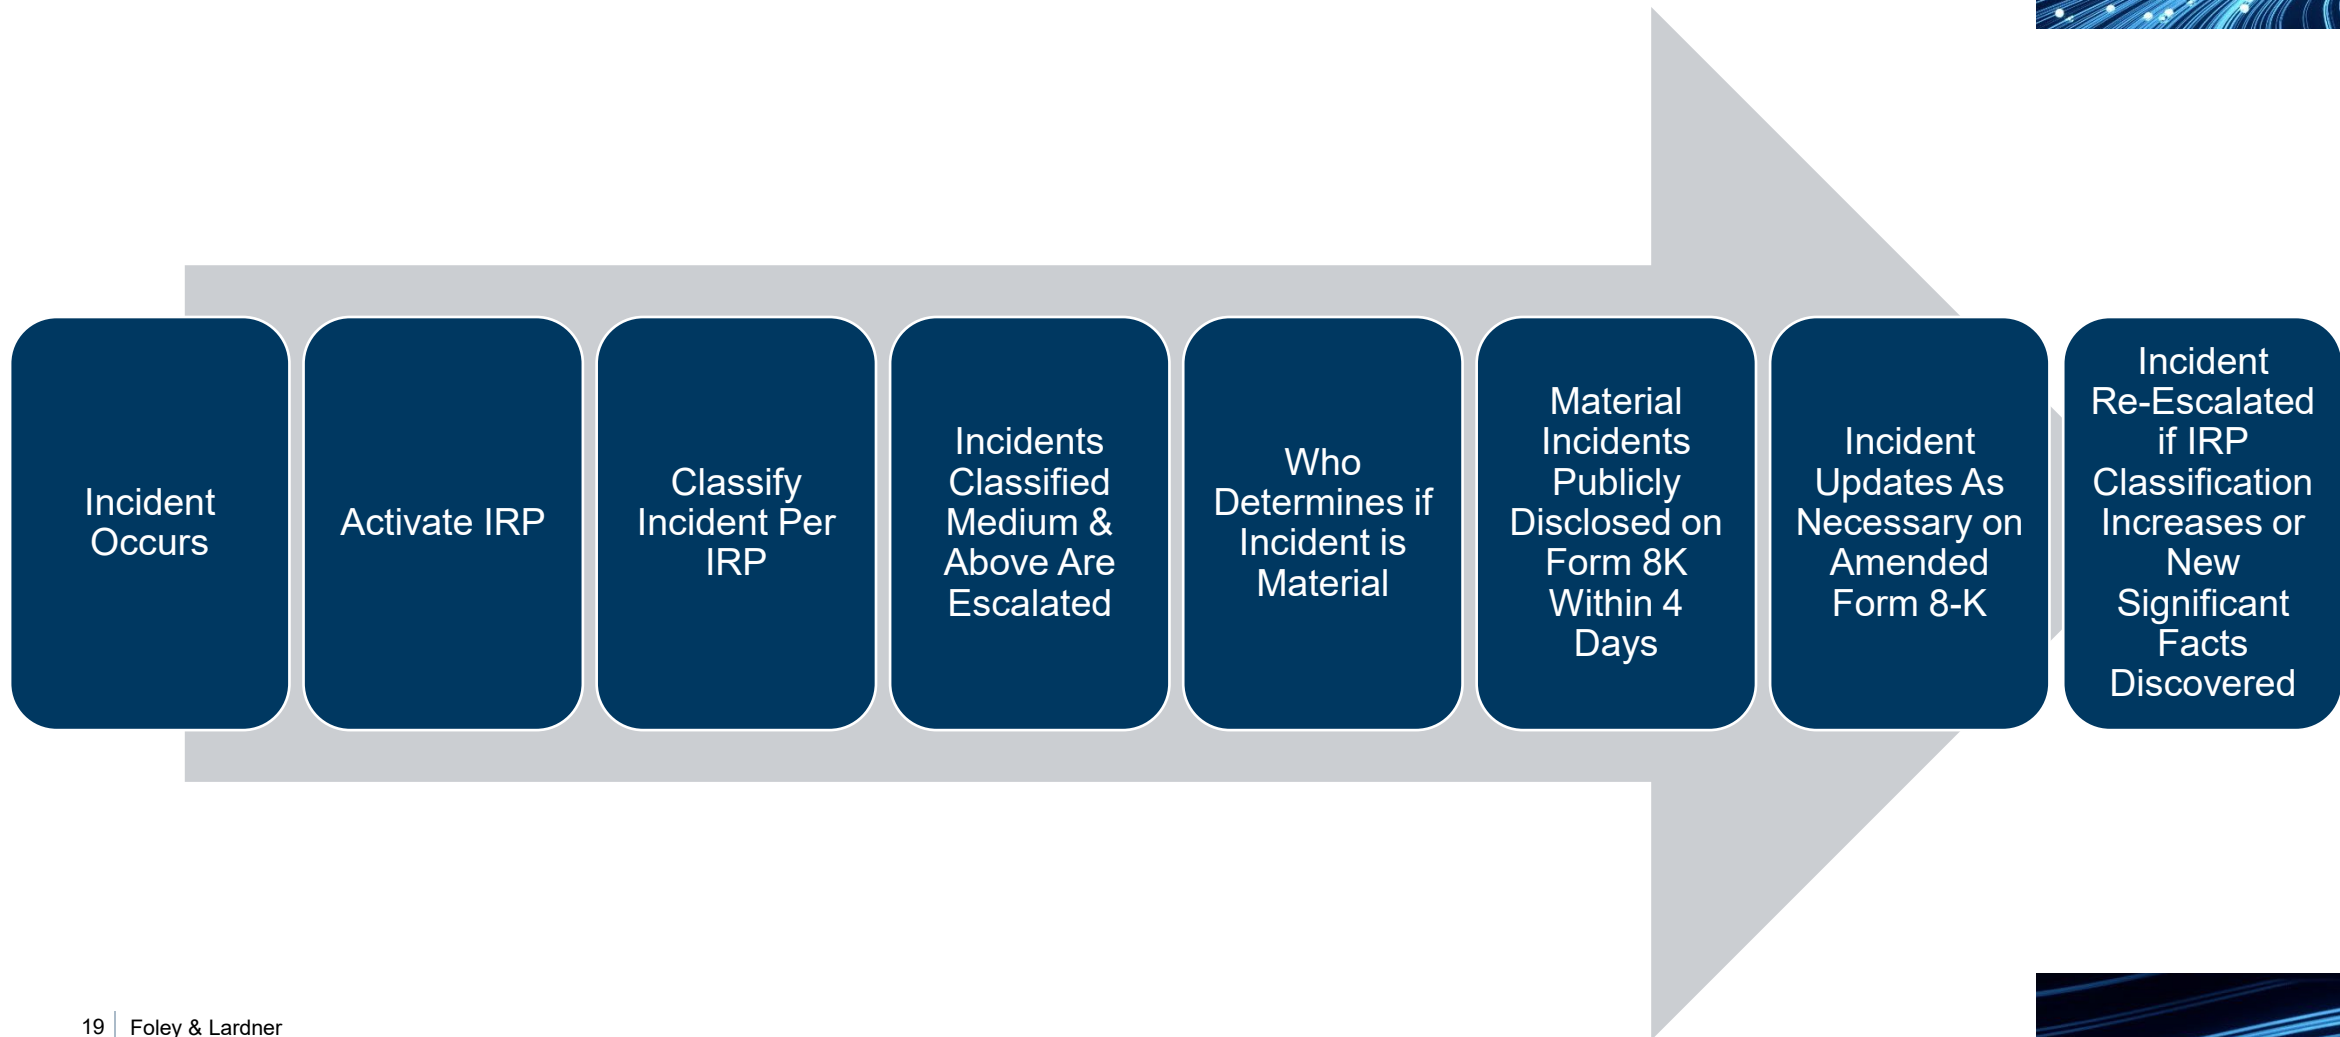 Incident
Occurs
Activate IRP
Classify
Incident Per
IRP
Incidents
Classified
Medium &
Above Are
Escalated
Who
Determines if
Incident is
Material
Material
Incidents
Publicly
Disclosed on
Form 8K
Within 4
Days
Incident
Updates As
Necessary on
Amended
Form 8-K
Incident
Re-Escalated
if IRP
Classification
Increases or
New
Significant
Facts
Discovered
19 Foley & Lardner